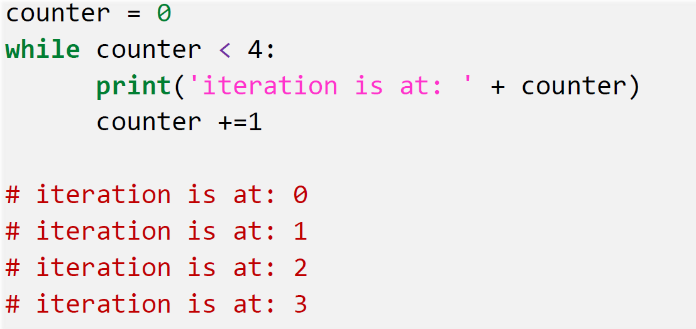 counter = 0
while counter < 4:
      print('iteration is at: ' + counter)
      counter +=1

# iteration is at: 0
# iteration is at: 1
# iteration is at: 2
# iteration is at: 3